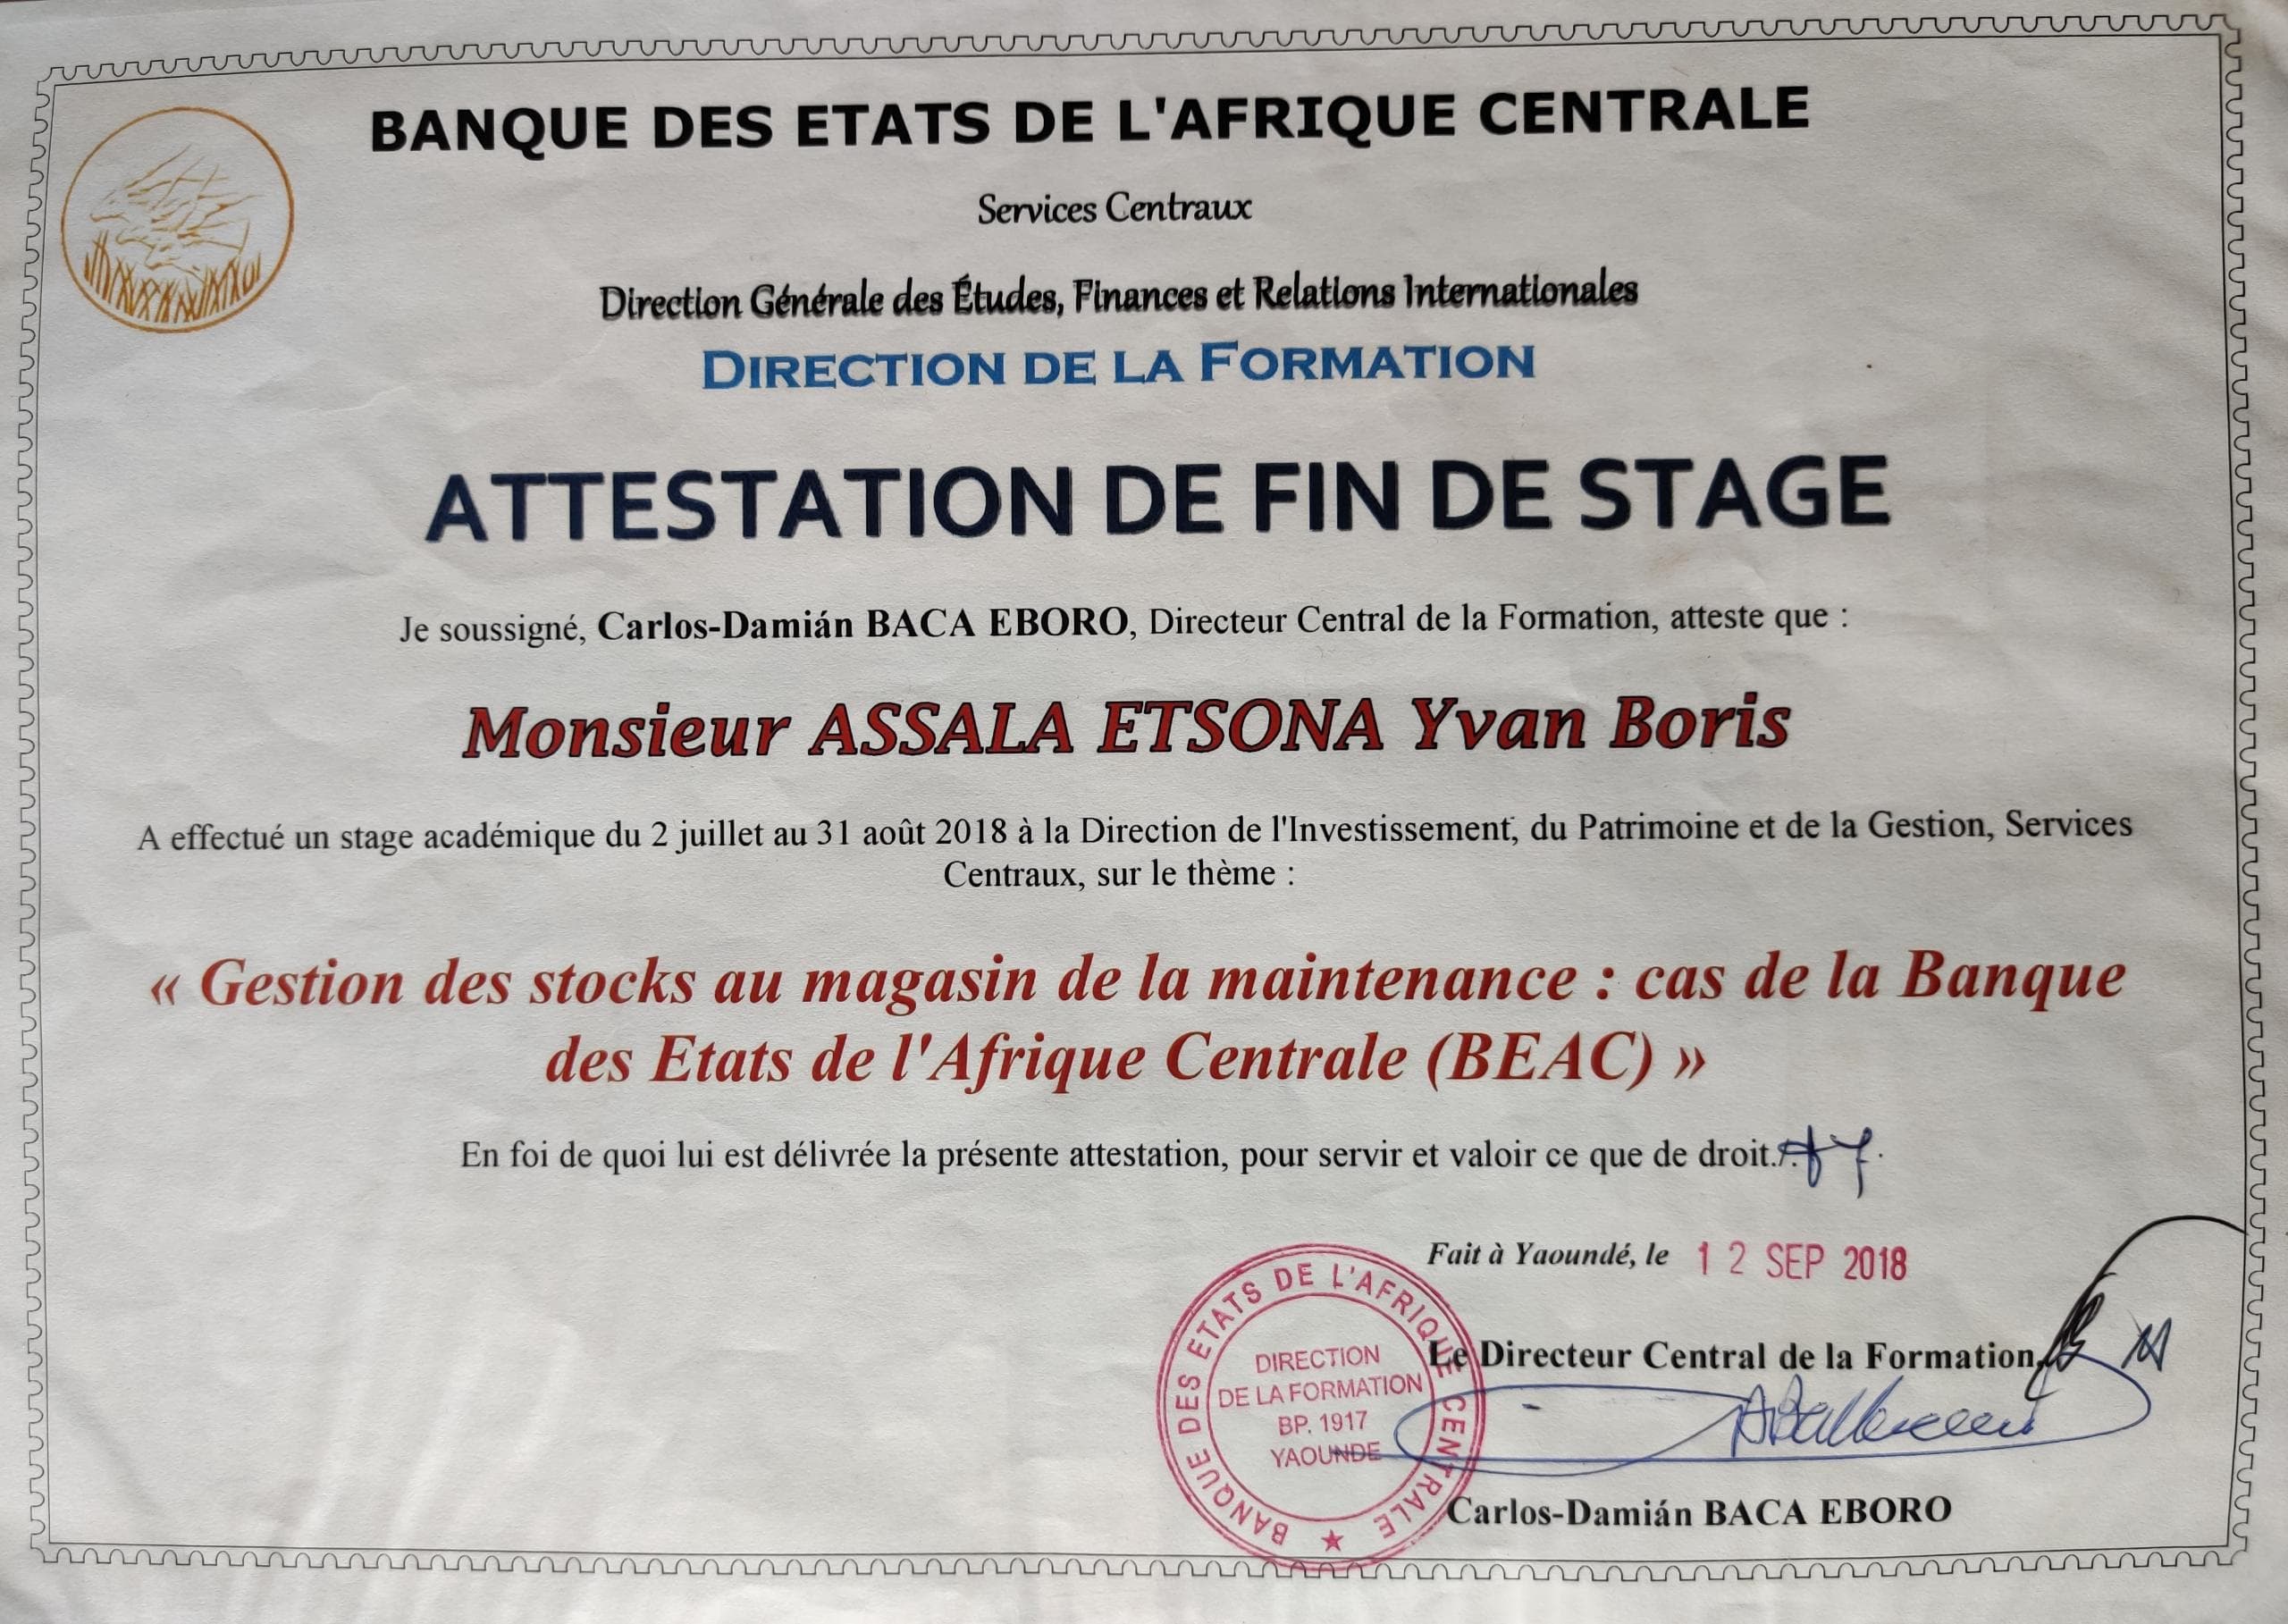 BANQUE DES ETATS DE L'AFRIQUE CENTRALE
Services Centraux
Direction Générale des Études, Finances et Relations Internationales
DIRECTION DE LA FORMATION
ATTESTATION DE FIN DE STAGE
Je soussigné, Carlos-Damián BACA EBORO, Directeur Central de la Formation, atteste que :
Monsieur ASSALA ETSONA Yvan Boris
A effectué un stage académique du 2 juillet au 31 août 2018 à la Direction de l'Investissement, du Patrimoine et de la Gestion, Services
Centraux, sur le thème :
« Gestion des stocks au magasin de la maintenance : cas de la Banque
des Etats de l'Afrique Centrale (BEAC) »
En foi de quoi lui est délivrée la présente attestation, pour servir et valoir ce que de droit./.
Fait à Yaoundé, le 12 SEP 2018
Le Directeur Central de la Formation,
BANQUE DES ETATS DE L'AFRIQUE CENTRALE
DIRECTION
DE LA FORMATION
BP. 1917
YAOUNDE
Carlos-Damián BACA EBORO